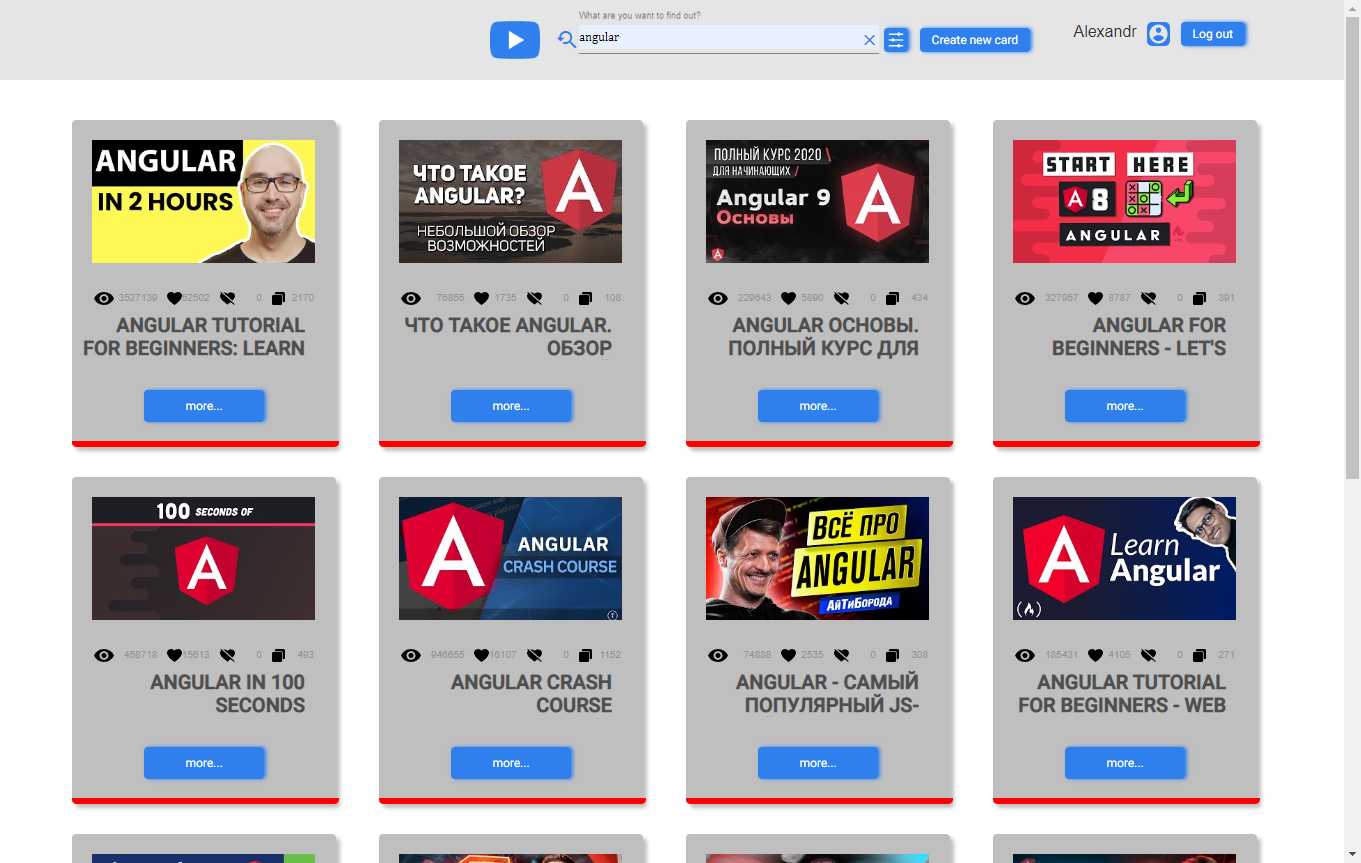 What are you want to find out?
angular
Create new card
Alexandr
Log out
ANGULAR
IN 2 HOURS
3527139 52502 0 2170
ANGULAR TUTORIAL
FOR BEGINNERS: LEARN
more...
ЧТО ТАКОЕ
ANGULAR?
НЕБОЛЬШОЙ ОБЗОР
ВОЗМОЖНОСТЕЙ
A
76855 1735 0 108
ЧТО ТАКОЕ ANGULAR.
ОБЗОР
more...
ПОЛНЫЙ КУРС 2020 \
ДЛЯ НАЧИНАЮЩИХ /
Angular 9
Основы
A
229643 5890 0 434
ANGULAR ОСНОВЫ.
ПОЛНЫЙ КУРС ДЛЯ
more...
START HERE
A 8
ANGULAR
327957 8787 0 391
ANGULAR FOR
BEGINNERS - LET'S
more...
100 SECONDS OF
A
458718 15613 0 493
ANGULAR IN 100
SECONDS
more...
A
ANGULAR
CRASH COURSE
946655 16107 0 1152
ANGULAR CRASH
COURSE
more...
ВСЁ ПРО
ANGULAR
АйТиБорода
74888 2535 0 308
ANGULAR - САМЫЙ
ПОПУЛЯРНЫЙ JS-
more...
A
Learn
Angular
185431 4105 0 271
ANGULAR TUTORIAL
FOR BEGINNERS - WEB
more...